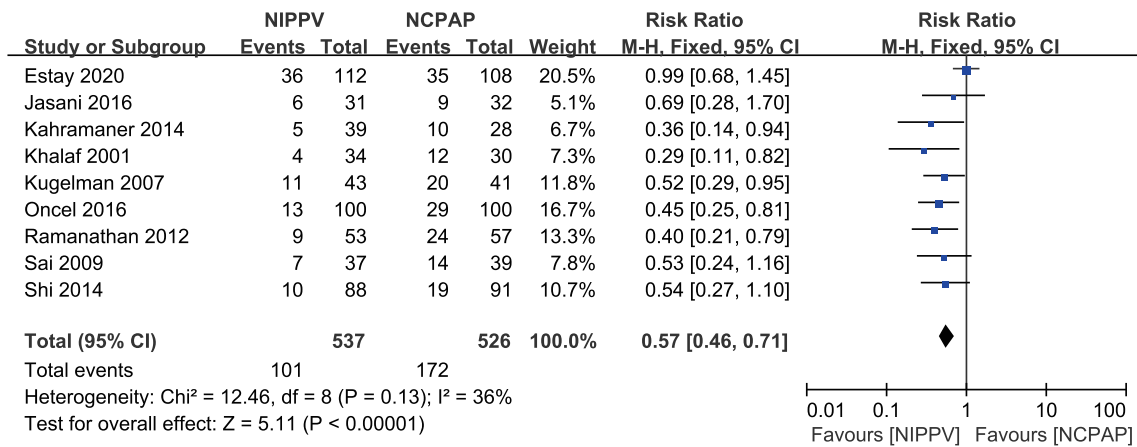 NIPPV NCPAP Risk Ratio Risk Ratio
Study or Subgroup Events Total Events Total Weight M-H, Fixed, 95% CI M-H, Fixed, 95% CI
Estay 2020 36 112 35 108 20.5% 0.99 [0.68, 1.45]
Jasani 2016 6 31 9 32 5.1% 0.69 [0.28, 1.70]
Kahramaner 2014 5 39 10 28 6.7% 0.36 [0.14, 0.94]
Khalaf 2001 4 34 12 30 7.3% 0.29 [0.11, 0.82]
Kugelman 2007 11 43 20 41 11.8% 0.52 [0.29, 0.95]
Oncel 2016 13 100 29 100 16.7% 0.45 [0.25, 0.81]
Ramanathan 2012 9 53 24 57 13.3% 0.40 [0.21, 0.79]
Sai 2009 7 37 14 39 7.8% 0.53 [0.24, 1.16]
Shi 2014 10 88 19 91 10.7% 0.54 [0.27, 1.10]
Total (95% CI) 537 526 100.0% 0.57 [0.46, 0.71]
Total events 101 172
Heterogeneity: Chi² = 12.46, df = 8 (P = 0.13); I² = 36%
Test for overall effect: Z = 5.11 (P < 0.00001)
0.01 0.1 1 10 100
Favours [NIPPV] Favours [NCPAP]